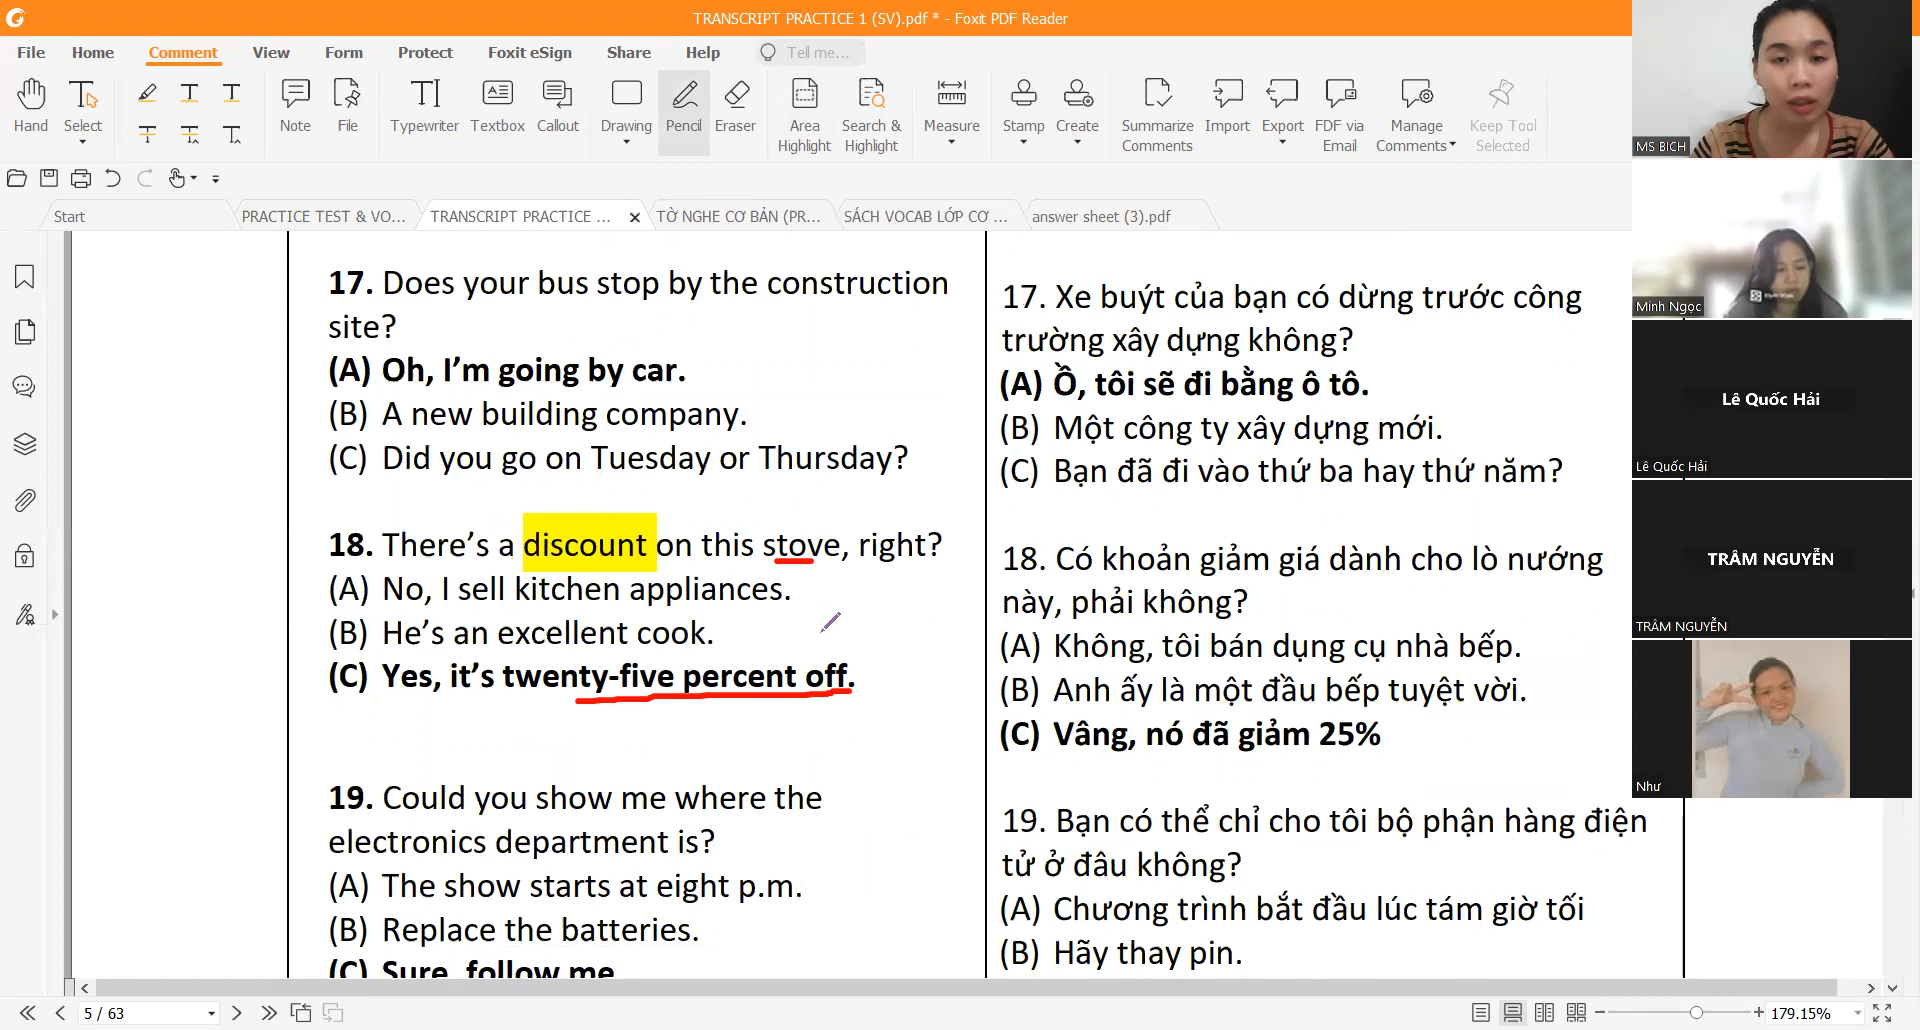 TRANSCRIPT PRACTICE 1 (SV).pdf * - Foxit PDF Reader
File Home Comment View Form Protect Foxit eSign Share Help Tell me...
Hand Select Note File Typewriter Textbox Callout Drawing Pencil Eraser Area Highlight Search & Highlight Measure Stamp Create Summarize Comments Import Export FDF via Email Manage Comments Keep Tool Selected
Start PRACTICE TEST & VO... TRANSCRIPT PRACTICE ... TỜ NGHE CƠ BẢN (PR... SÁCH VOCAB LỚP CƠ ... answer sheet (3).pdf
17. Does your bus stop by the construction
site?
(A) Oh, I’m going by car.
(B) A new building company.
(C) Did you go on Tuesday or Thursday?
18. There’s a discount on this stove, right?
(A) No, I sell kitchen appliances.
(B) He’s an excellent cook.
(C) Yes, it’s twenty-five percent off.
19. Could you show me where the
electronics department is?
(A) The show starts at eight p.m.
(B) Replace the batteries.
(C) Sure, follow me
17. Xe buýt của bạn có dừng trước công
trường xây dựng không?
(A) Ồ, tôi sẽ đi bằng ô tô.
(B) Một công ty xây dựng mới.
(C) Bạn đã đi vào thứ ba hay thứ năm?
18. Có khoản giảm giá dành cho lò nướng
này, phải không?
(A) Không, tôi bán dụng cụ nhà bếp.
(B) Anh ấy là một đầu bếp tuyệt vời.
(C) Vâng, nó đã giảm 25%
19. Bạn có thể chỉ cho tôi bộ phận hàng điện
tử ở đâu không?
(A) Chương trình bắt đầu lúc tám giờ tối
(B) Hãy thay pin.
MS BICH
Minh Ngọc
Lê Quốc Hải
Lê Quốc Hải
TRÂM NGUYỄN
TRÂM NGUYỄN
Như
5 / 63
179.15%